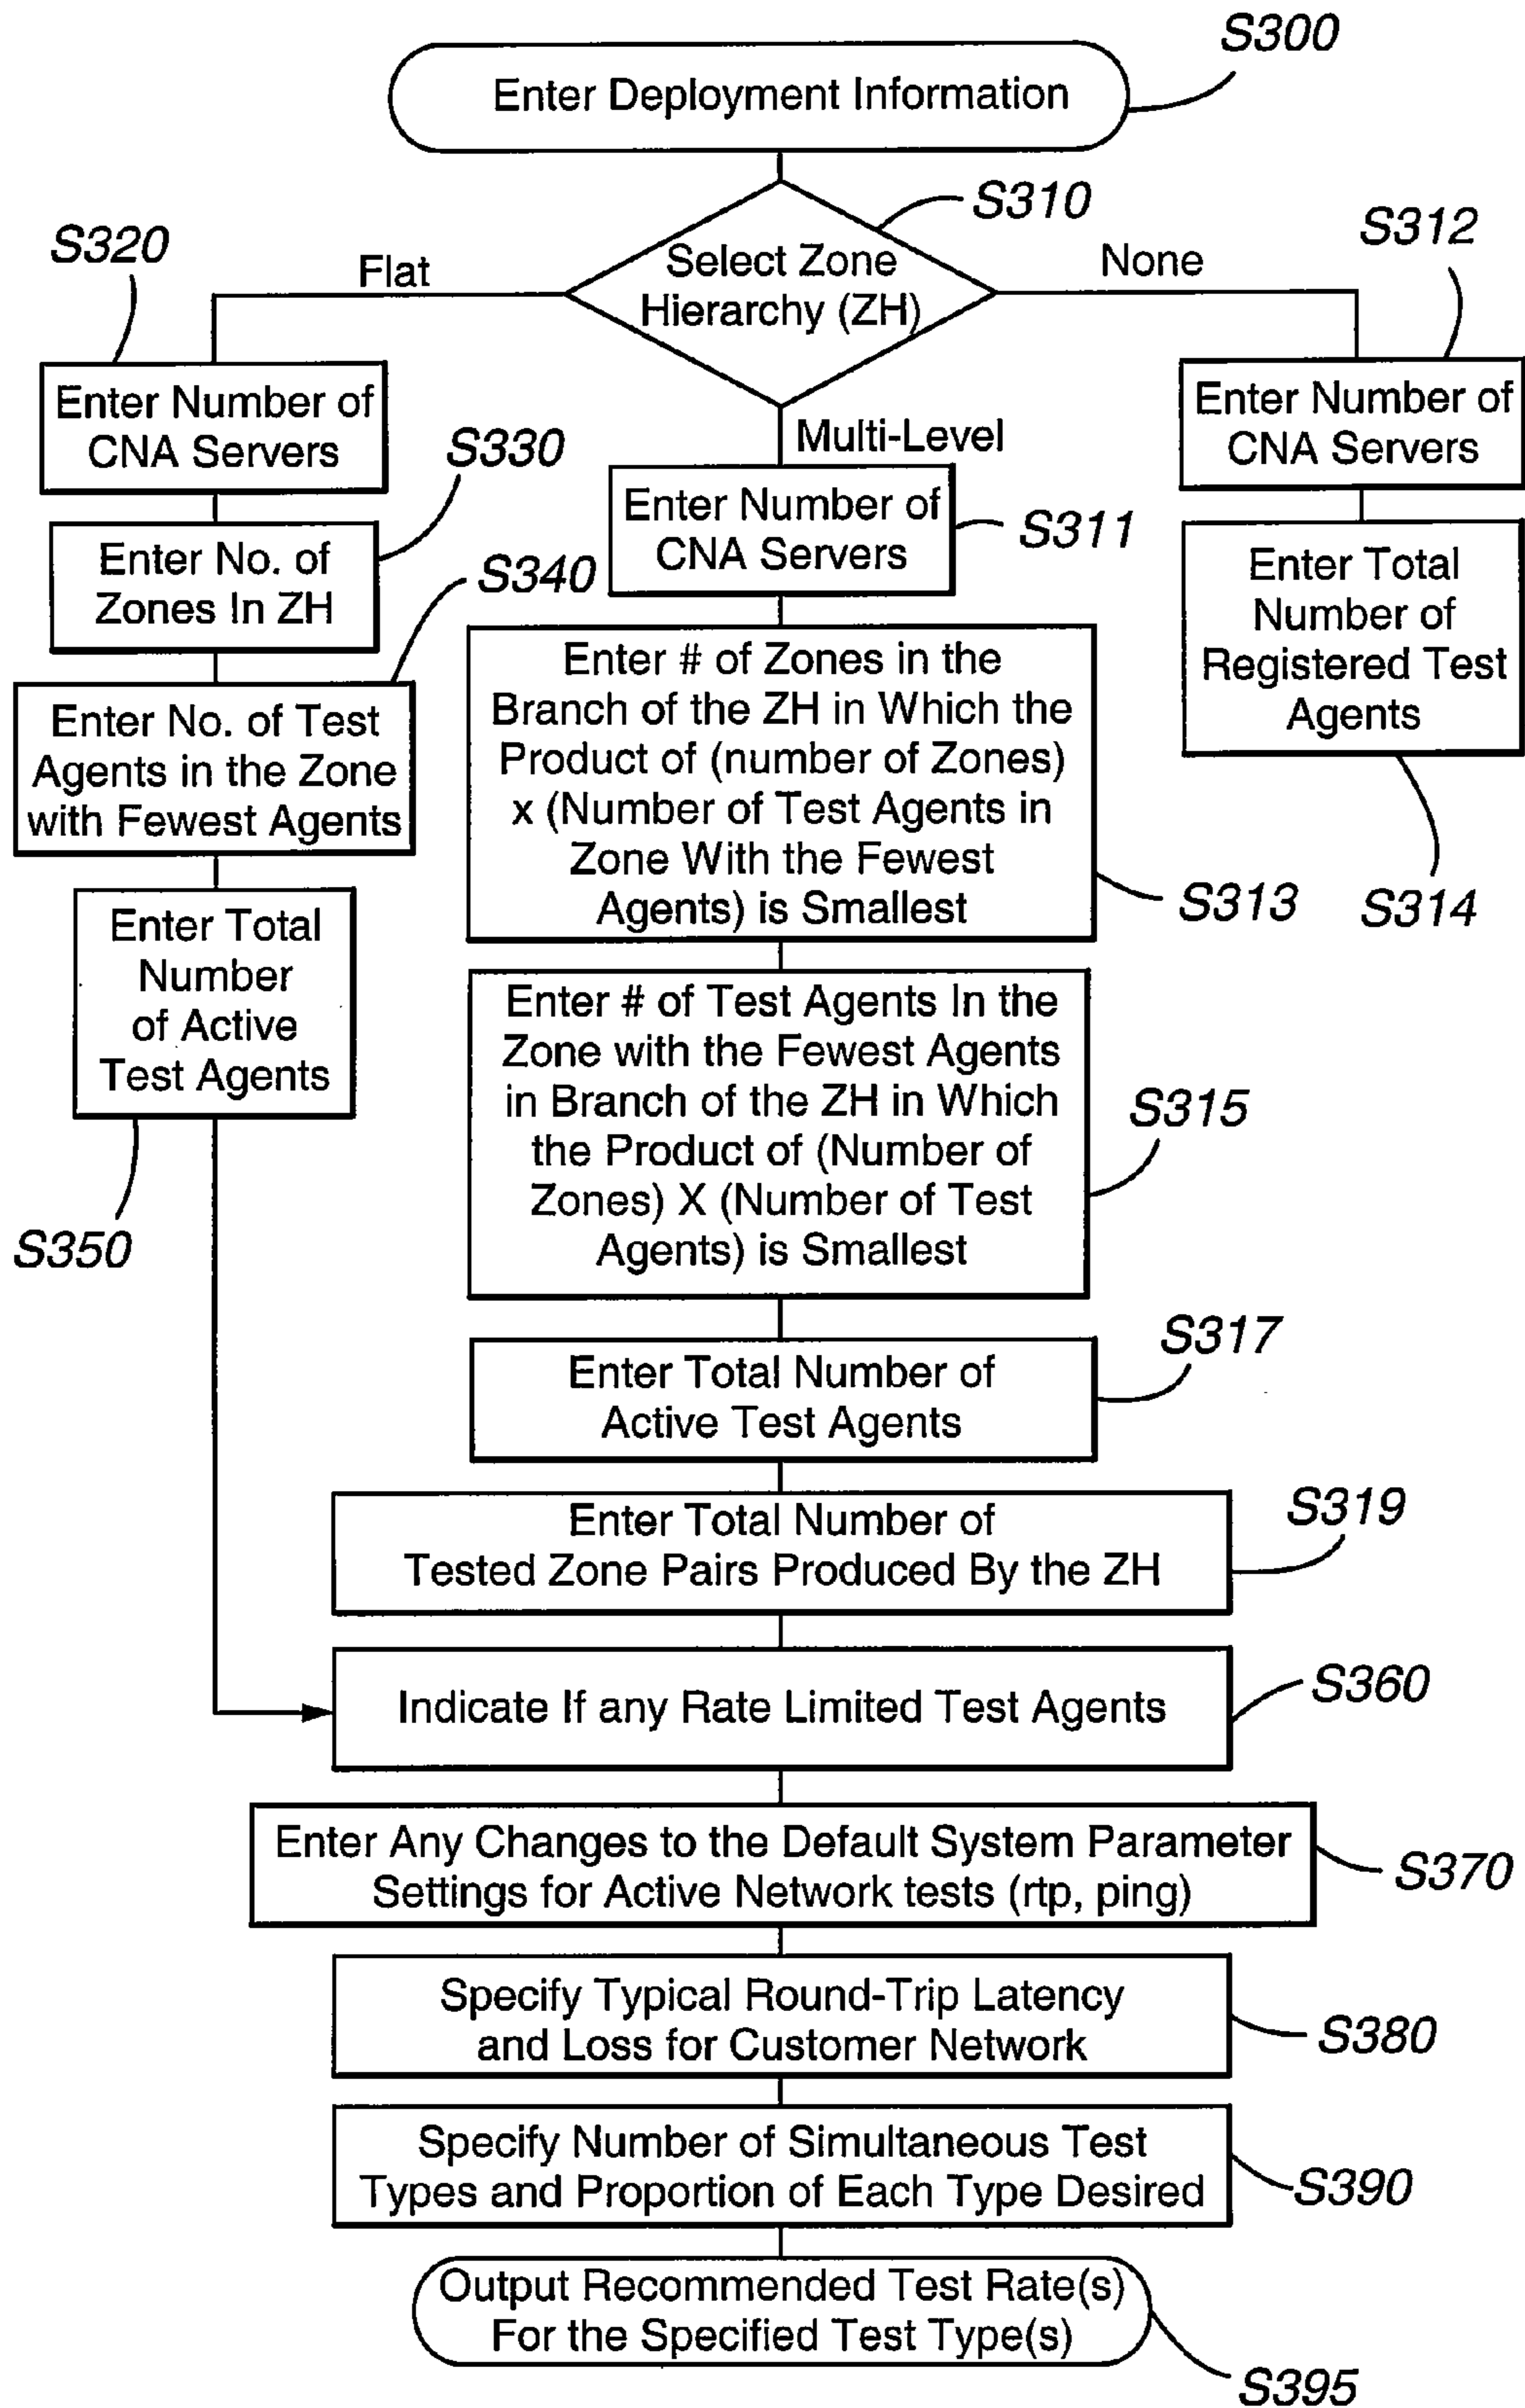 S300
Enter Deployment Information
S310
Select Zone
Hierarchy (ZH)
Flat
None
Multi-Level
S320
Enter Number of
CNA Servers
S330
Enter No. of
Zones In ZH
S340
Enter No. of Test
Agents in the Zone
with Fewest Agents
Enter Total
Number
of Active
Test Agents
S350
Enter Number of
CNA Servers
S311
Enter # of Zones in the
Branch of the ZH in Which the
Product of (number of Zones)
x (Number of Test Agents in
Zone With the Fewest
Agents) is Smallest
S313
Enter # of Test Agents In the
Zone with the Fewest Agents
in Branch of the ZH in Which
the Product of (Number of
Zones) X (Number of Test
Agents) is Smallest
S315
Enter Total Number of
Active Test Agents
S317
Enter Total Number of
Tested Zone Pairs Produced By the ZH
S319
S312
Enter Number of
CNA Servers
Enter Total
Number of
Registered Test
Agents
S314
Indicate If any Rate Limited Test Agents
S360
Enter Any Changes to the Default System Parameter
Settings for Active Network tests (rtp, ping)
S370
Specify Typical Round-Trip Latency
and Loss for Customer Network
S380
Specify Number of Simultaneous Test
Types and Proportion of Each Type Desired
S390
Output Recommended Test Rate(s)
For the Specified Test Type(s)
S395